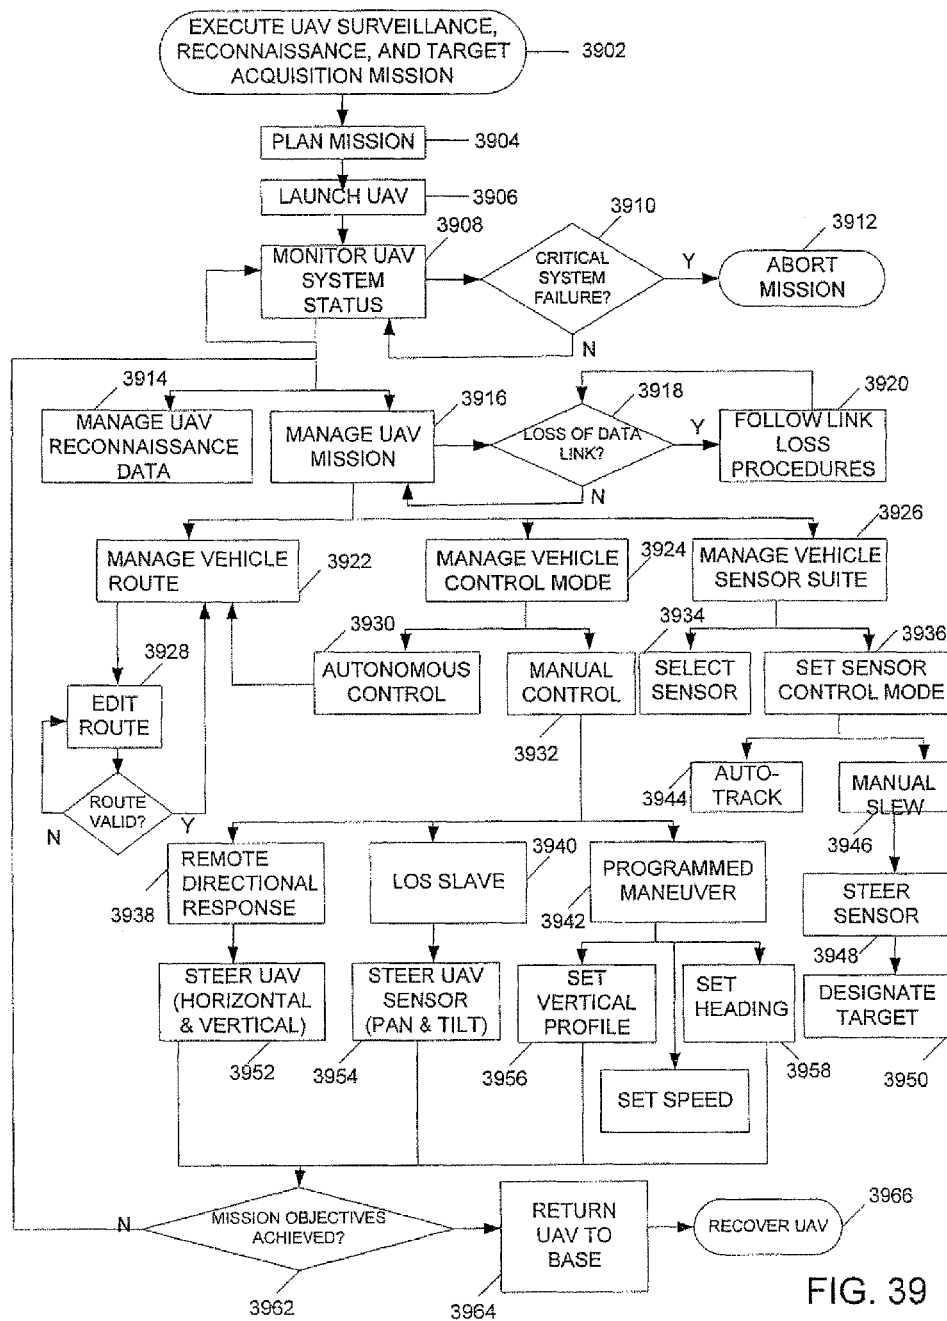 EXECUTE UAV SURVEILLANCE,
RECONNAISSANCE, AND TARGET
ACQUISITION MISSION
3902
PLAN MISSION
3904
LAUNCH UAV
3906
3908
MONITOR UAV
SYSTEM
STATUS
3910
CRITICAL
SYSTEM
FAILURE?
Y
N
3912
ABORT
MISSION
3914
MANAGE UAV
RECONNAISSANCE
DATA
3916
MANAGE UAV
MISSION
3918
LOSS OF DATA
LINK?
Y
N
3920
FOLLOW LINK
LOSS
PROCEDURES
MANAGE VEHICLE
ROUTE
3922
MANAGE VEHICLE
CONTROL MODE
3924
3926
MANAGE VEHICLE
SENSOR SUITE
3928
EDIT
ROUTE
ROUTE
VALID?
N
Y
3930
AUTONOMOUS
CONTROL
MANUAL
CONTROL
3932
3934
SELECT
SENSOR
3936
SET SENSOR
CONTROL MODE
AUTO-
TRACK
3944
MANUAL
SLEW
3946
REMOTE
DIRECTIONAL
RESPONSE
3938
LOS SLAVE
3940
PROGRAMMED
MANEUVER
3942
STEER
SENSOR
3948
STEER UAV
(HORIZONTAL
& VERTICAL)
3952
STEER UAV
SENSOR
(PAN & TILT)
3954
SET
VERTICAL
PROFILE
3956
SET
HEADING
3958
SET SPEED
DESIGNATE
TARGET
3950
N
MISSION OBJECTIVES
ACHIEVED?
3962
RETURN
UAV TO
BASE
3964
RECOVER UAV
3966
FIG. 39